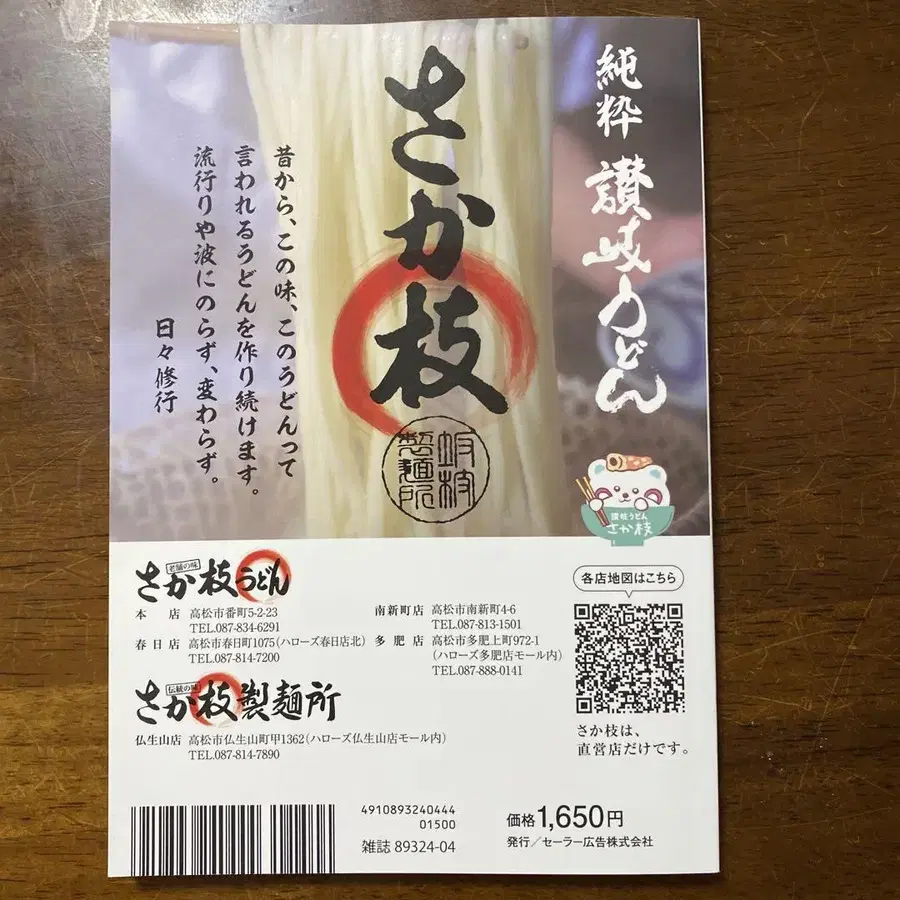 純粋 讃岐うどん
さか枝
坂枝
製麺所
昔から、この味、このうどんって
言われるうどんを作り続けます。
流行りや波にのらず、変わらず。
日々修行
讃岐うどん
さか枝
老舗の味
さか枝うどん
本店 高松市番町5-2-23
TEL.087-834-6291
春日店 高松市春日町1075(ハローズ春日店北)
TEL.087-814-7200
南新町店 高松市南新町4-6
TEL.087-813-1501
多肥店 高松市多肥上町972-1
(ハローズ多肥店モール内)
TEL.087-888-0141
伝統の味
さか枝製麺所
仏生山店 高松市仏生山町甲1362(ハローズ仏生山店モール内)
TEL.087-814-7890
各店地図はこちら
さか枝は、
直営店だけです。
4910893240444
01500
雑誌 89324-04
価格1,650円
発行/セーラー広告株式会社